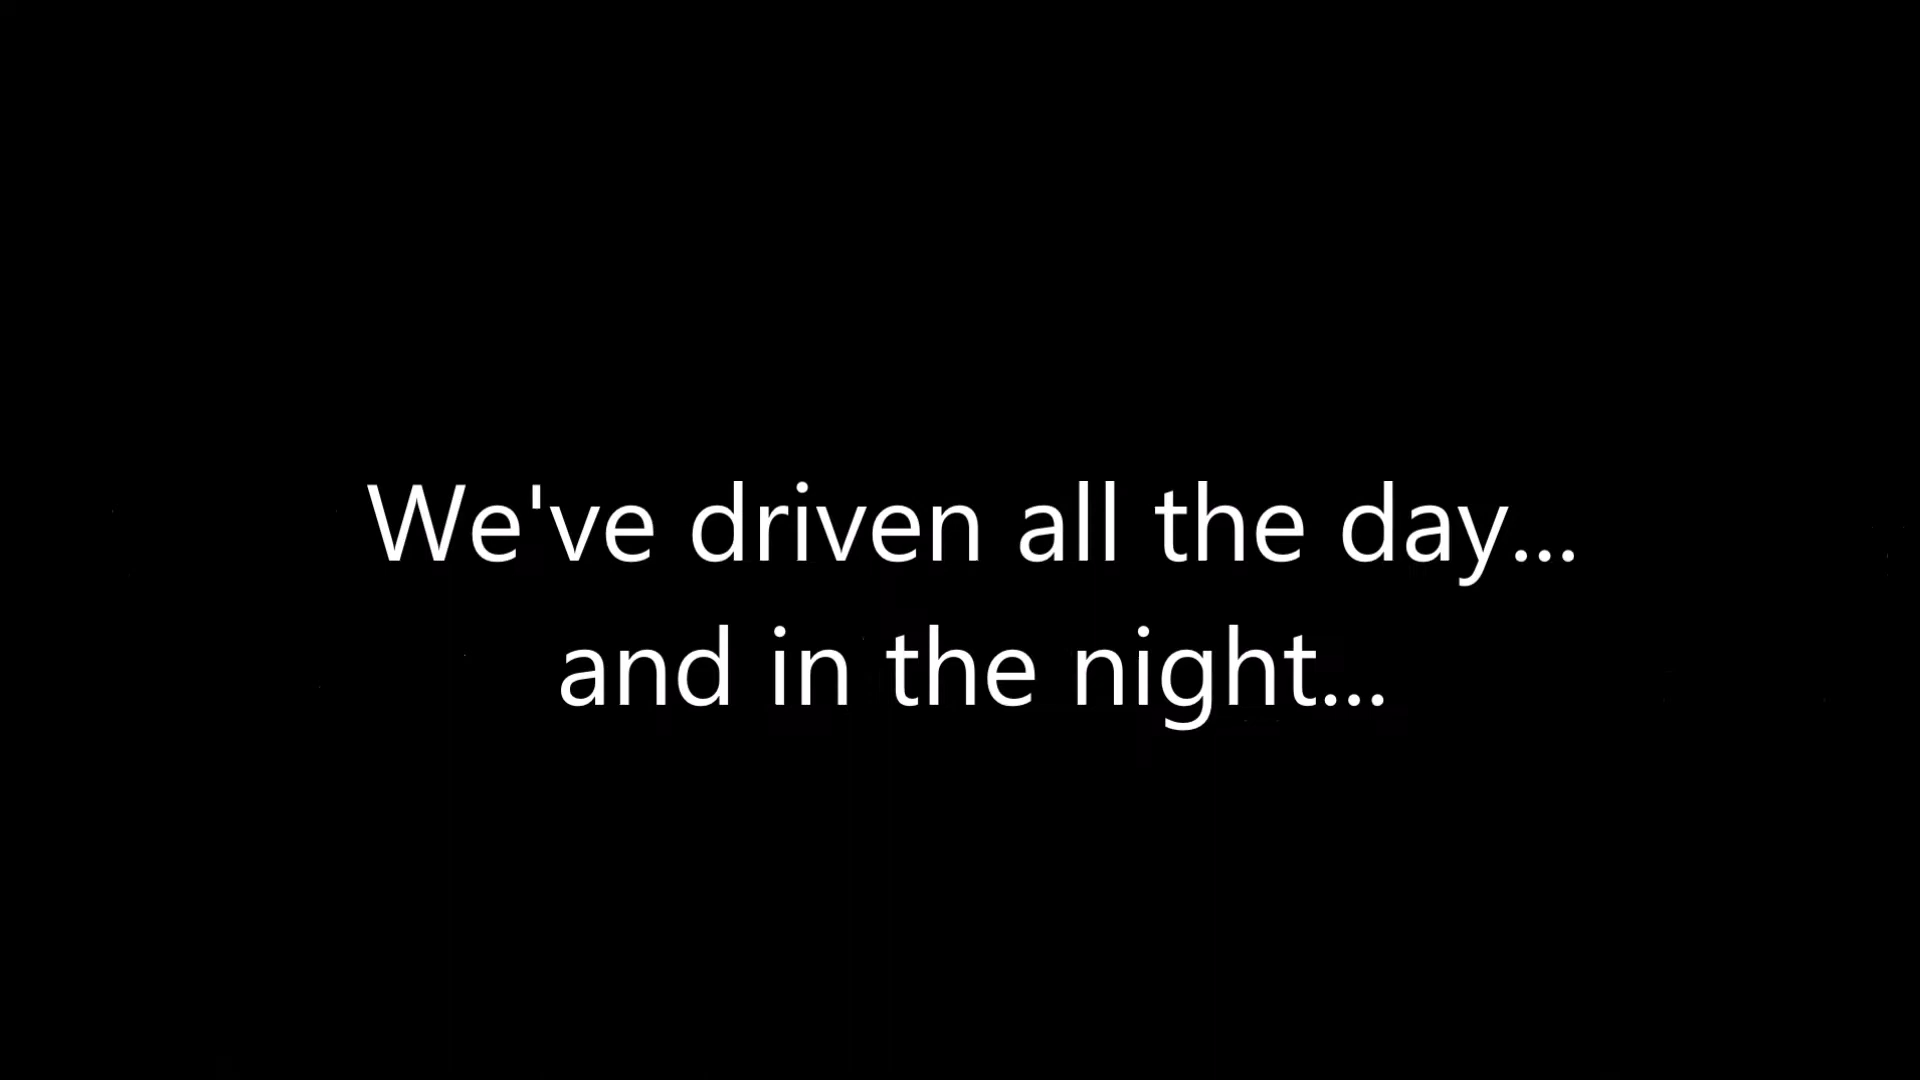 We've driven all the day...
and in the night...